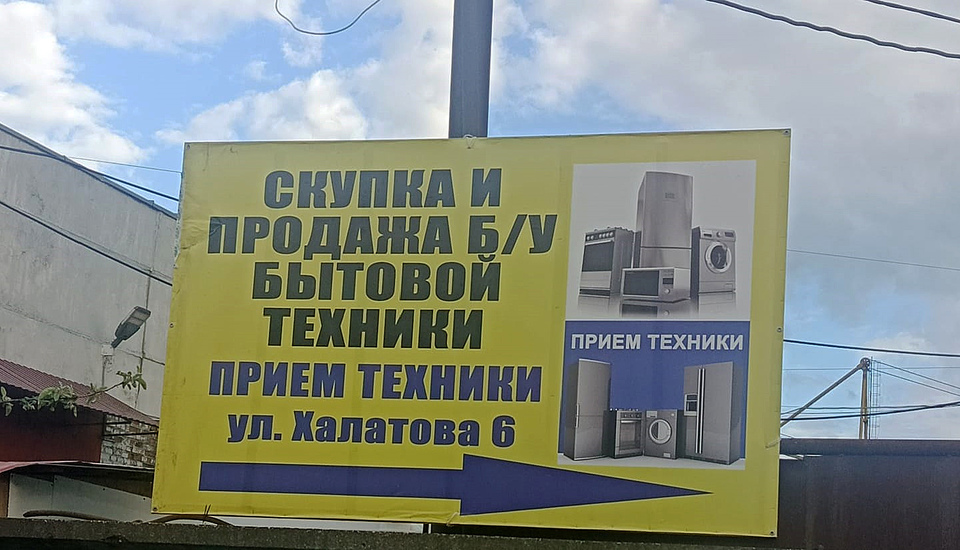 СКУПКА И
ПРОДАЖА Б/У
БЫТОВОЙ
ТЕХНИКИ
ПРИЕМ ТЕХНИКИ
ул. Халатова 6
ПРИЕМ ТЕХНИКИ